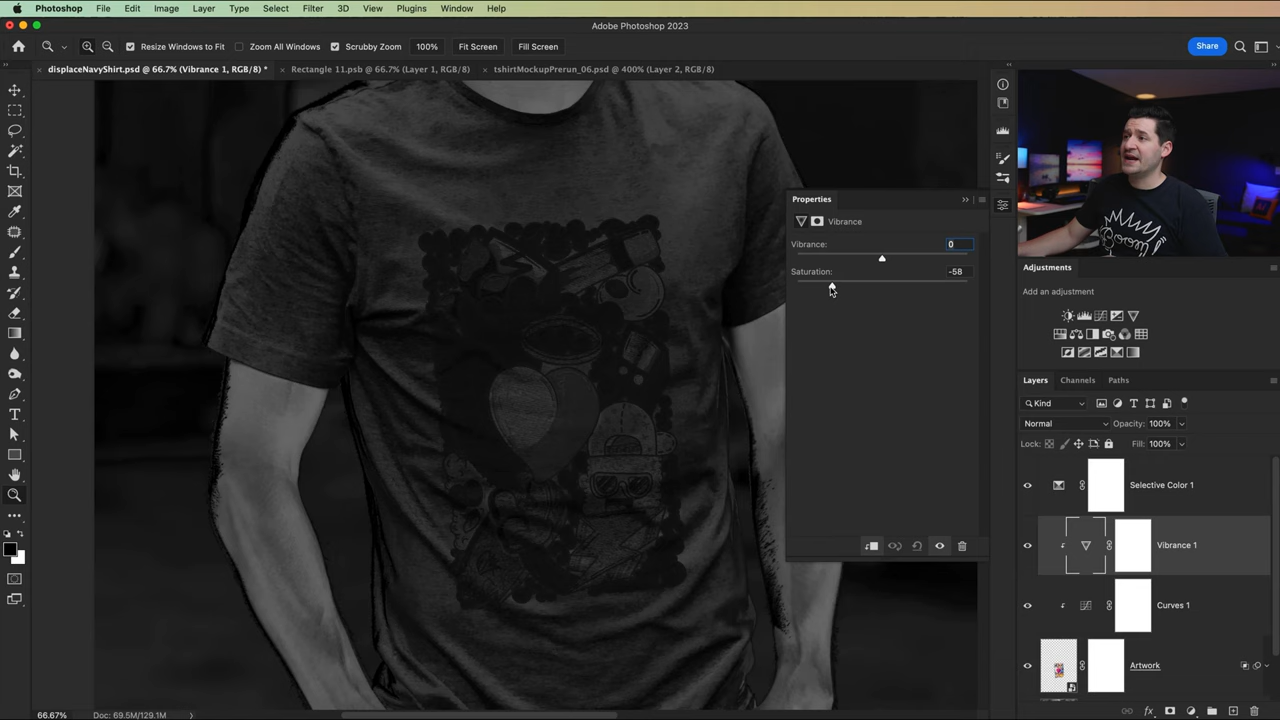 Photoshop File Edit Image Layer Type Select Filter 3D View Plugins Window Help
Adobe Photoshop 2023
Resize Windows to Fit Zoom All Windows Scrubby Zoom 100% Fit Screen Fill Screen Share
displaceNavyShirt.psd @ 66.7% (Vibrance 1, RGB/8) * Rectangle 11.psb @ 66.7% (Layer 1, RGB/8) tshirtMockupPrerun_06.psd @ 400% (Layer 2, RGB/8)
Properties
Vibrance
Vibrance: 0
Saturation: -58
Adjustments
Add an adjustment
Layers Channels Paths
Kind
Normal Opacity: 100%
Lock: Fill: 100%
Selective Color 1
Vibrance 1
Curves 1
Artwork
66.67% Doc: 69.5M/129.1M